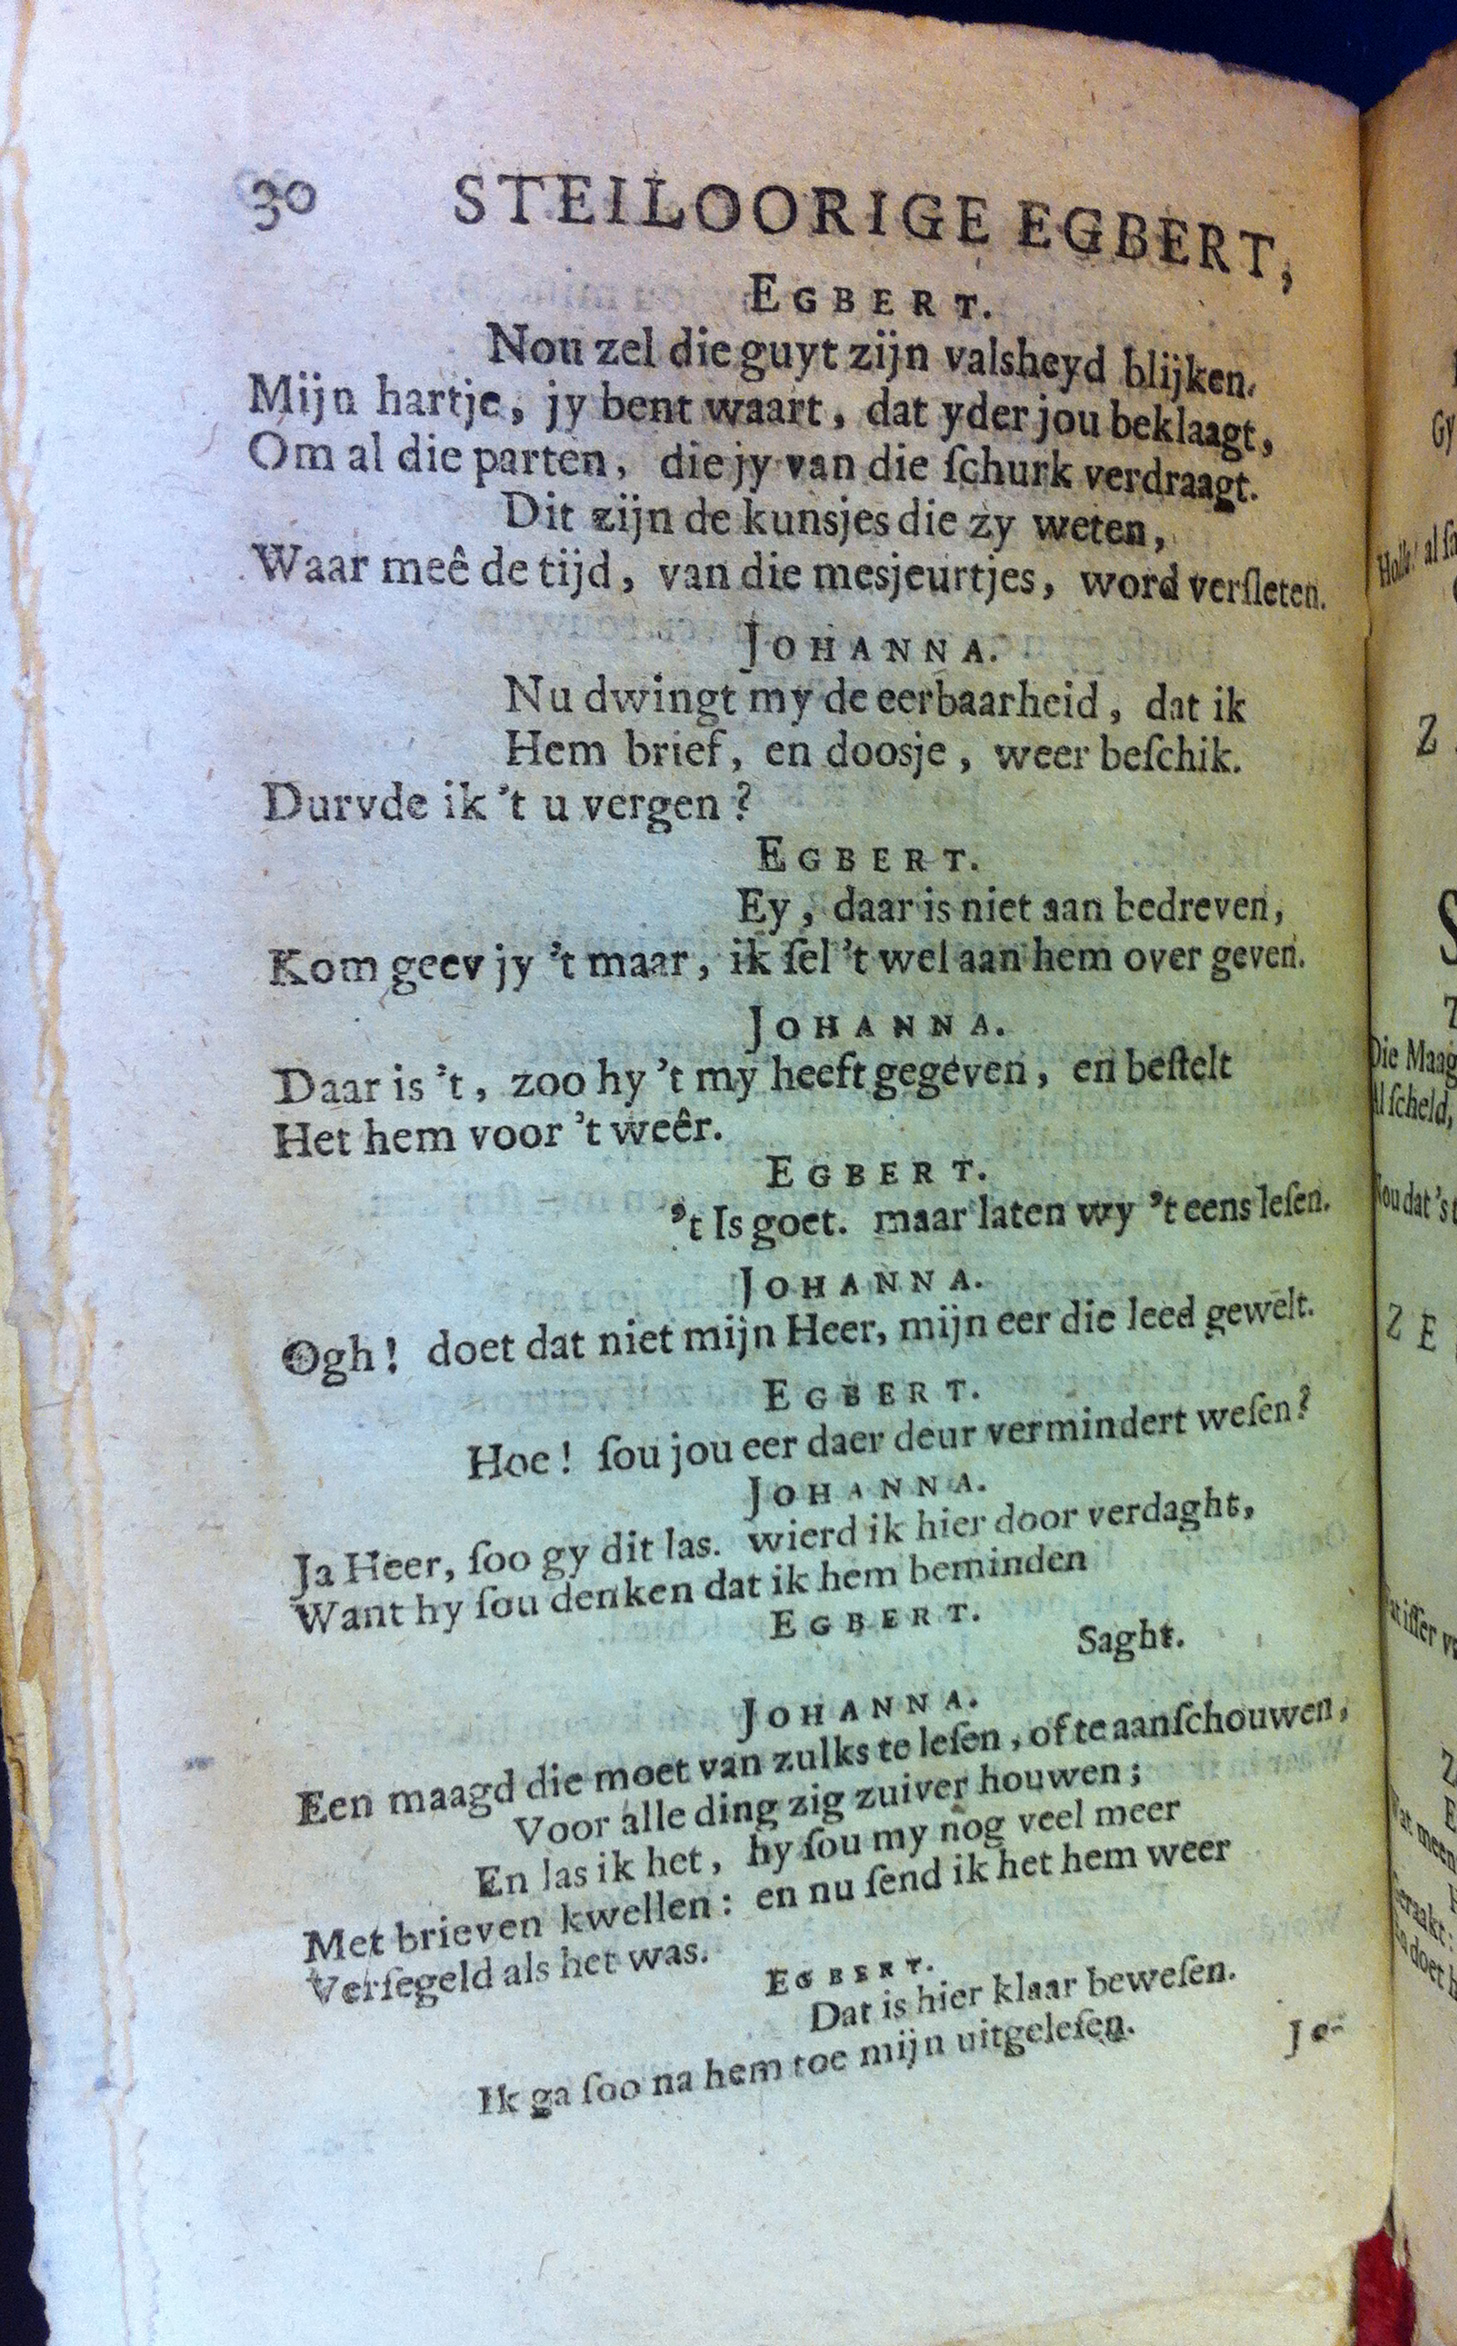 30 STEILOORIGE EGBERT,
EGBERT.
Nou zel die guyt zijn valsheyd blijken.
Mijn hartje, jy bent waart, dat yder jou beklaagt,
Om al die parten, die jy van die ſchurk verdraagt.
Dit zijn de kunsjes die zy weten,
Waar meê de tijd, van die mesjeurtjes, word verſleten.
JOHANNA.
Nu dwingt my de eerbaarheid, dat ik
Hem brief, en doosje, weer beſchik.
Durvde ik 't u vergen?
EGBERT.
Ey, daar is niet aan bedreven,
Kom geev jy 't maar, ik ſel 't wel aan hem over geven.
JOHANNA.
Daar is 't, zoo hy 't my heeft gegeven, en beſtelt
Het hem voor 't weêr.
EGBERT.
't Is goet. maar laten wy 't eens leſen.
JOHANNA.
Ogh! doet dat niet mijn Heer, mijn eer die leed gewelt.
EGBERT.
Hoe! ſou jou eer daer deur vermindert weſen?
JOHANNA.
Ja Heer, ſoo gy dit las. wierd ik hier door verdaght,
Want hy ſou denken dat ik hem beminden
EGBERT.
Saght.
JOHANNA.
Een maagd die moet van zulks te leſen, of te aanſchouwen,
Voor alle ding zig zuiver houwen;
En las ik het, hy ſou my nog veel meer
Met brieven kwellen: en nu ſend ik het hem weer
Verſegeld als het was.
EGBERT.
Dat is hier klaar beweſen.
Ik ga ſoo na hem toe mijn uitgeleſen.
Jo-
Gy
Holla! al
Z
S
Die Maag
Al ſcheld,
Nou dat 's
Z E